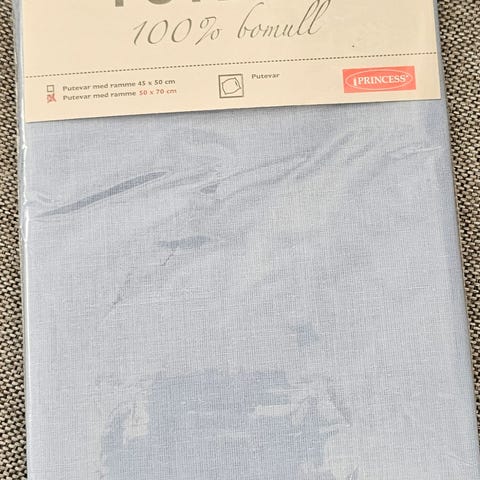 100% bomull
Putevar med ramme 45 x 50 cm
Putevar med ramme 50 x 70 cm
Putevar
PRINCESS®